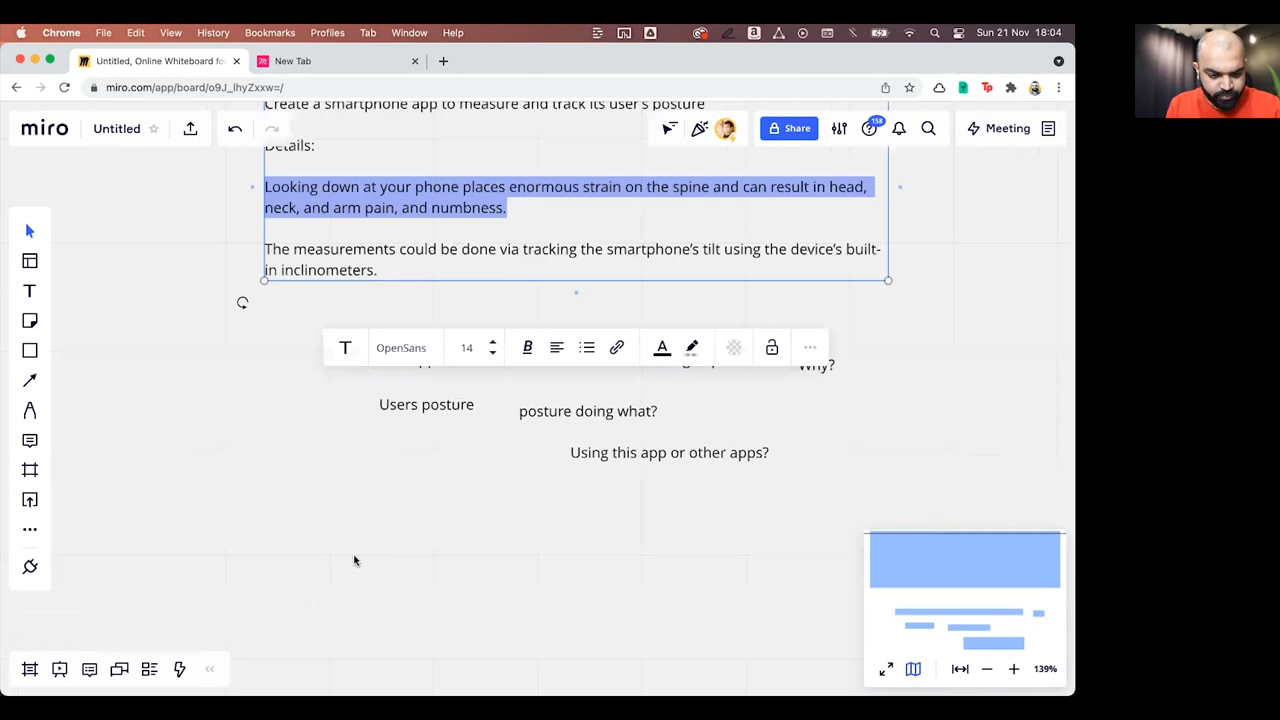 Chrome File Edit View History Bookmarks Profiles Tab Window Help Sun 21 Nov 18:04
Untitled, Online Whiteboard fo New Tab
miro.com/app/board/o9J_lhyZxxw=/
Create a smartphone app to measure and track its user's posture
miro Untitled Share 158 Meeting
Details:
Looking down at your phone places enormous strain on the spine and can result in head,
neck, and arm pain, and numbness.
The measurements could be done via tracking the smartphone's tilt using the device's built-
in inclinometers.
OpenSans 14
Why?
Users posture
posture doing what?
Using this app or other apps?
139%